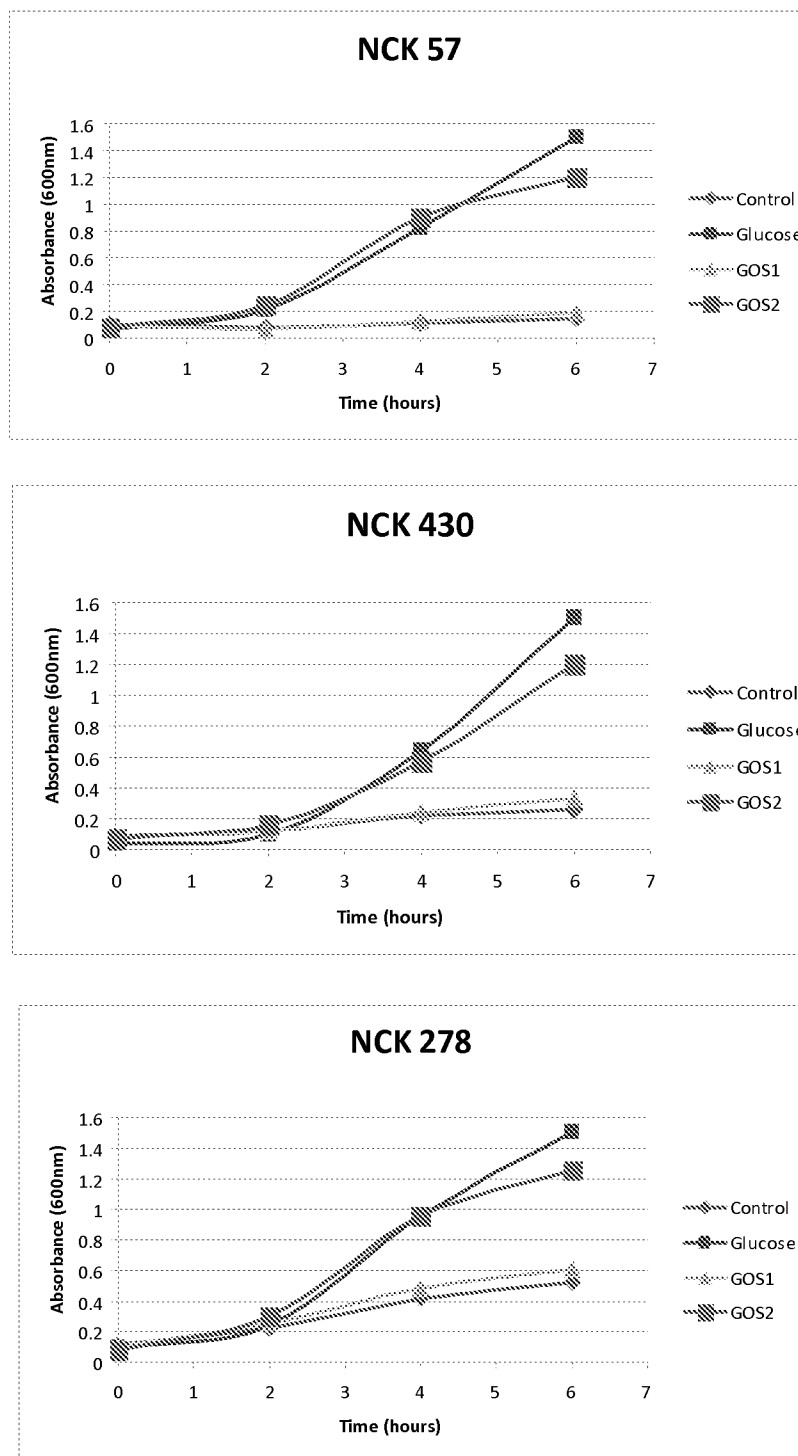 NCK 57
Absorbance (600nm)
1.6
1.4
1.2
1
0.8
0.6
0.4
0.2
0
0 1 2 3 4 5 6 7
Time (hours)
Control
Glucose
GOS1
GOS2
NCK 430
Absorbance (600nm)
1.6
1.4
1.2
1
0.8
0.6
0.4
0.2
0
0 1 2 3 4 5 6 7
Time (hours)
Control
Glucose
GOS1
GOS2
NCK 278
Absorbance (600nm)
1.6
1.4
1.2
1
0.8
0.6
0.4
0.2
0
0 1 2 3 4 5 6 7
Time (hours)
Control
Glucose
GOS1
GOS2